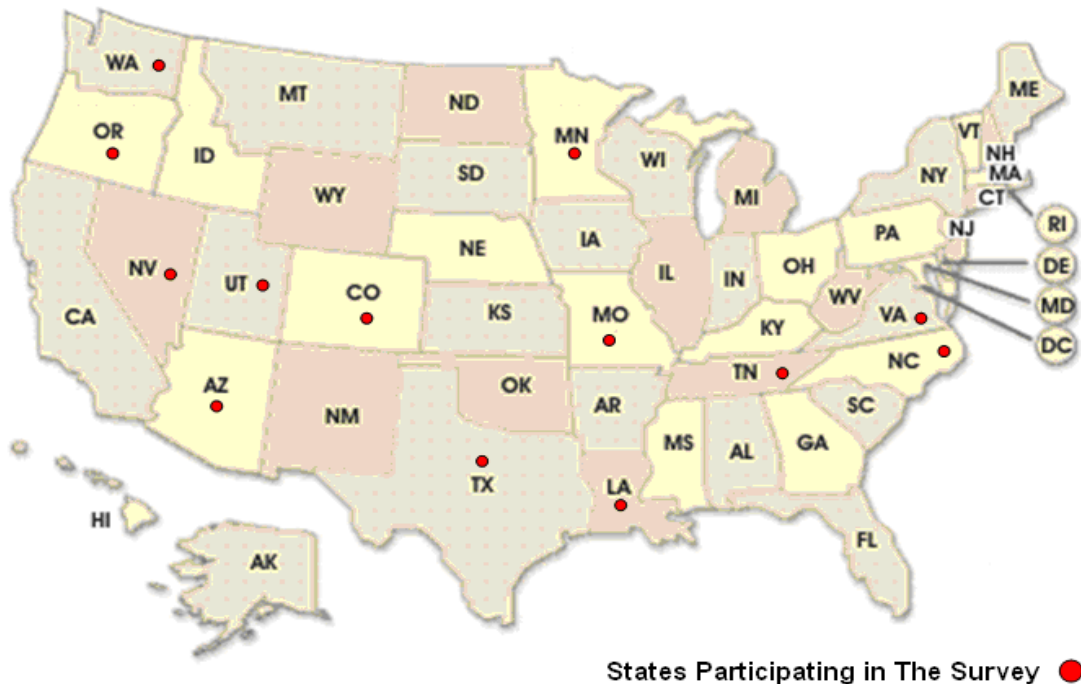 WA
MT
ND
MN
ME
VT
NH
OR
ID
SD
WI
NY
MA
WY
MI
CT
RI
NJ
PA
NE
IA
NV
UT
CO
IL
IN
OH
DE
WV
MD
CA
KS
MO
KY
VA
DC
AZ
NM
OK
TN
NC
AR
SC
MS
AL
GA
TX
LA
HI
FL
AK
States Participating in The Survey